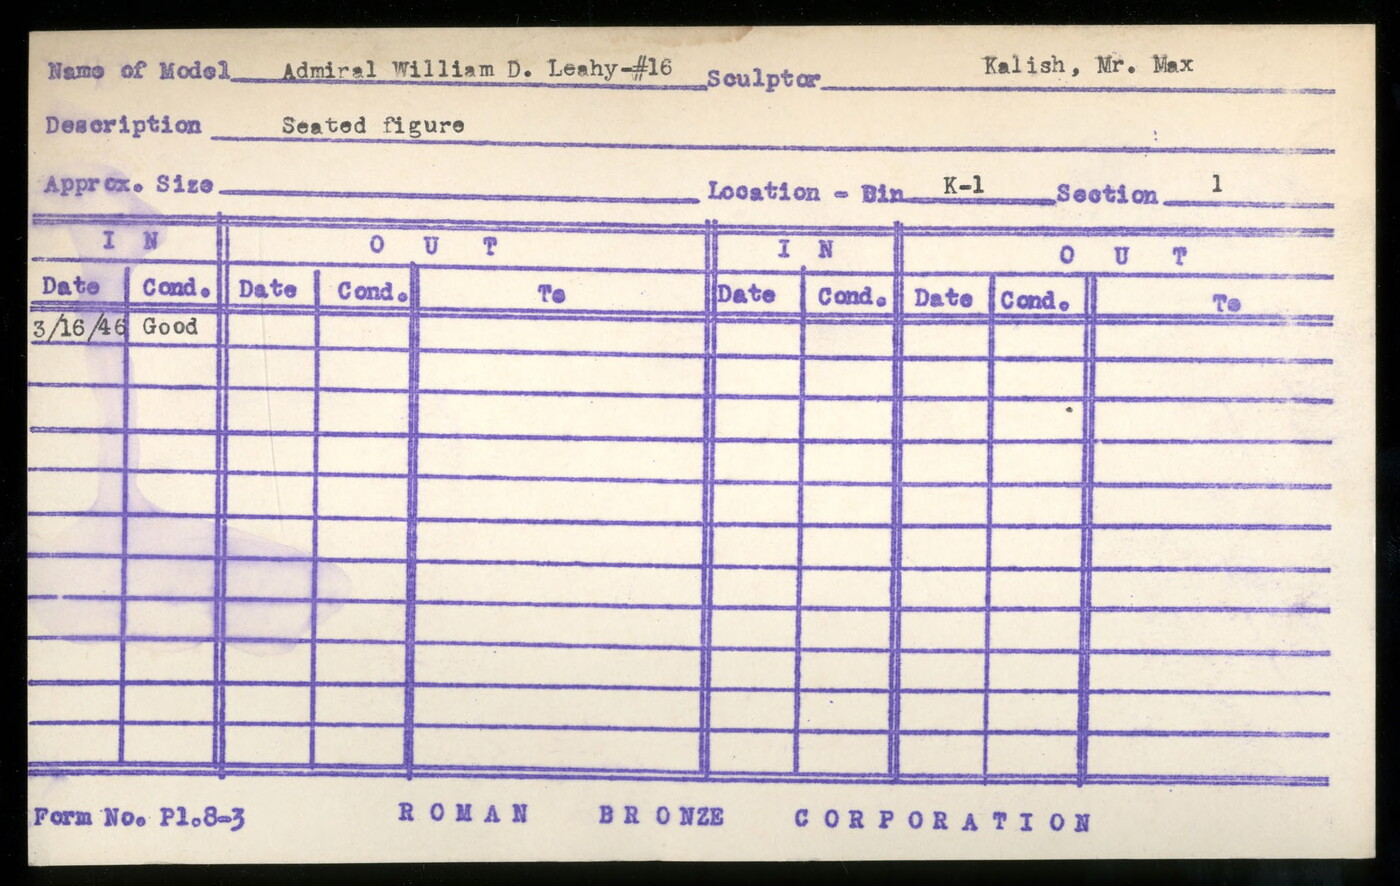 Name of Model Admiral William D. Leahy-#16 Sculptor Kalish, Mr. Max
Description Seated figure
Approx. Size Location - Bin K-1 Section 1
IN OUT IN OUT
Date Cond. Date Cond. To Date Cond. Date Cond. To
3/16/46 Good
Form No. Pl.8-3 ROMAN BRONZE CORPORATION